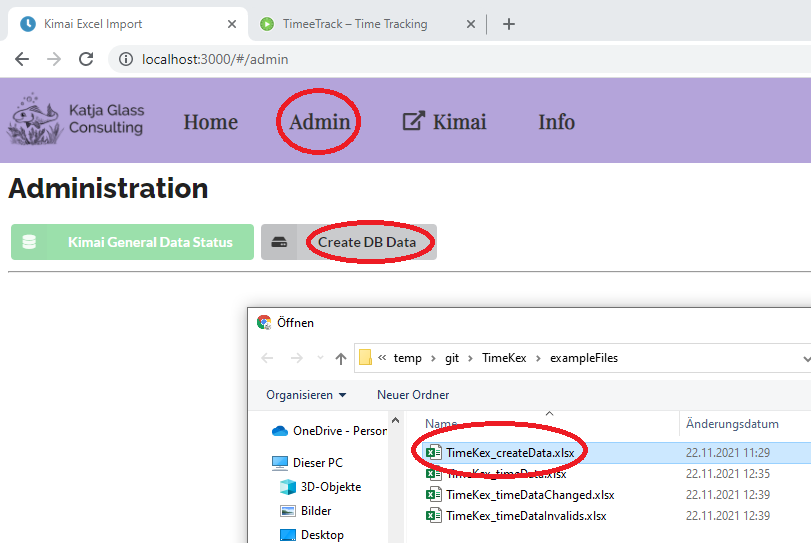 Kimai Excel Import
TimeeTrack – Time Tracking
localhost:3000/#/admin
Katja Glass
Consulting
Home
Admin
Kimai
Info
Administration
Kimai General Data Status
Create DB Data
Öffnen
« temp › git › TimeKex › exampleFiles
Organisieren
Neuer Ordner
Name
Änderungsdatum
OneDrive - Person
Dieser PC
3D-Objekte
Bilder
Desktop
TimeKex_createData.xlsx 22.11.2021 11:29
TimeKex_timeData.xlsx 22.11.2021 12:35
TimeKex_timeDataChanged.xlsx 22.11.2021 12:39
TimeKex_timeDataInvalids.xlsx 22.11.2021 12:39